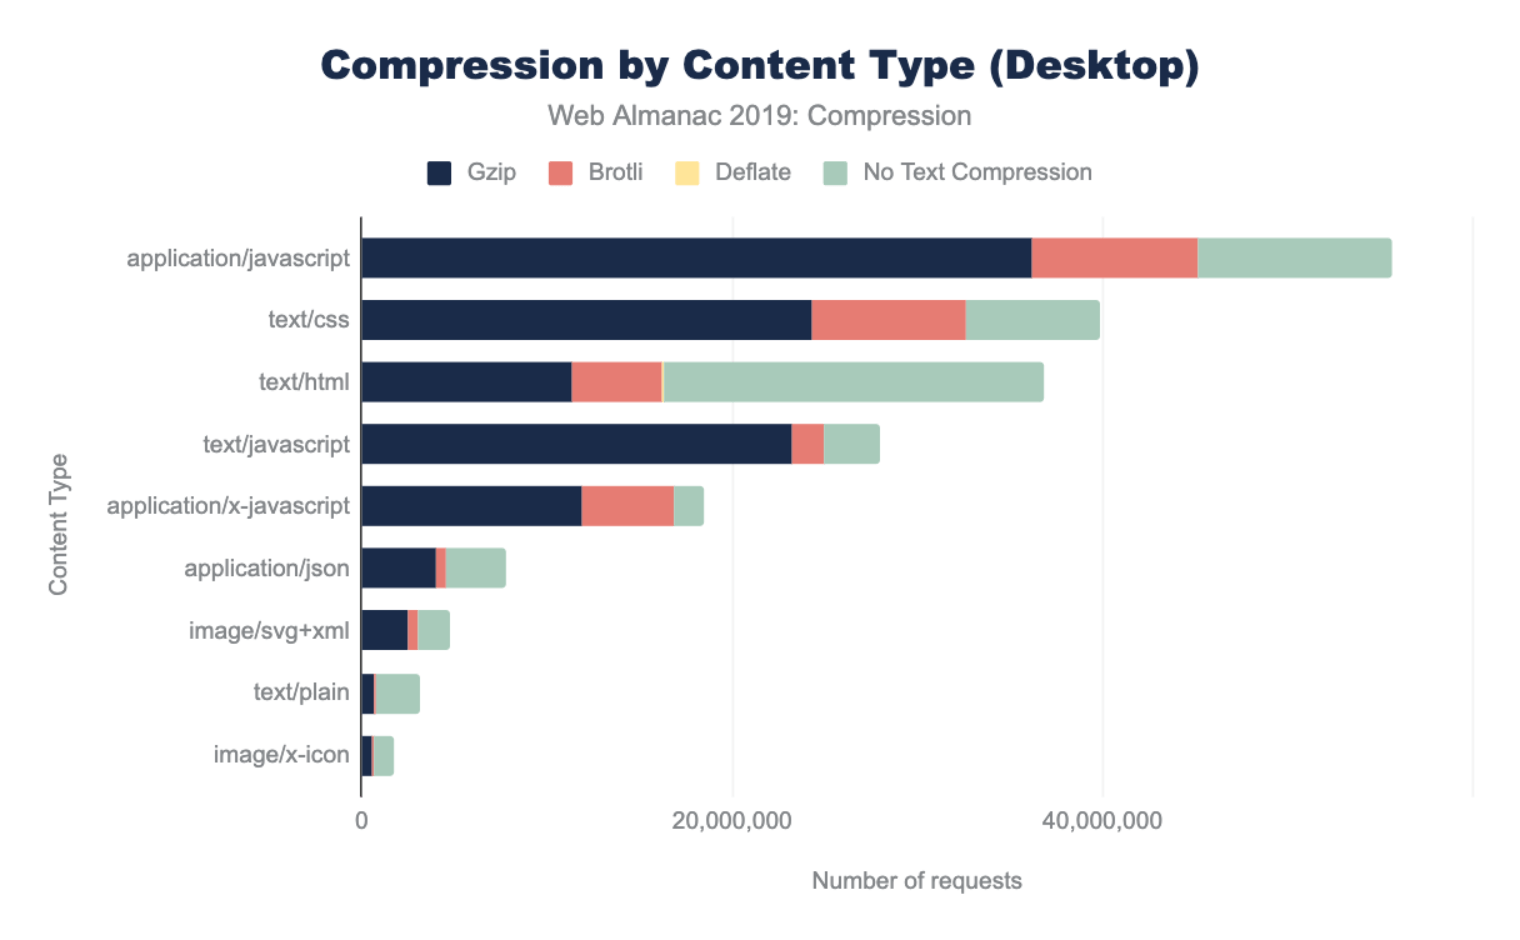 Compression by Content Type (Desktop)
Web Almanac 2019: Compression
Gzip Brotli Deflate No Text Compression
Content Type
application/javascript
text/css
text/html
text/javascript
application/x-javascript
application/json
image/svg+xml
text/plain
image/x-icon
0 20,000,000 40,000,000
Number of requests